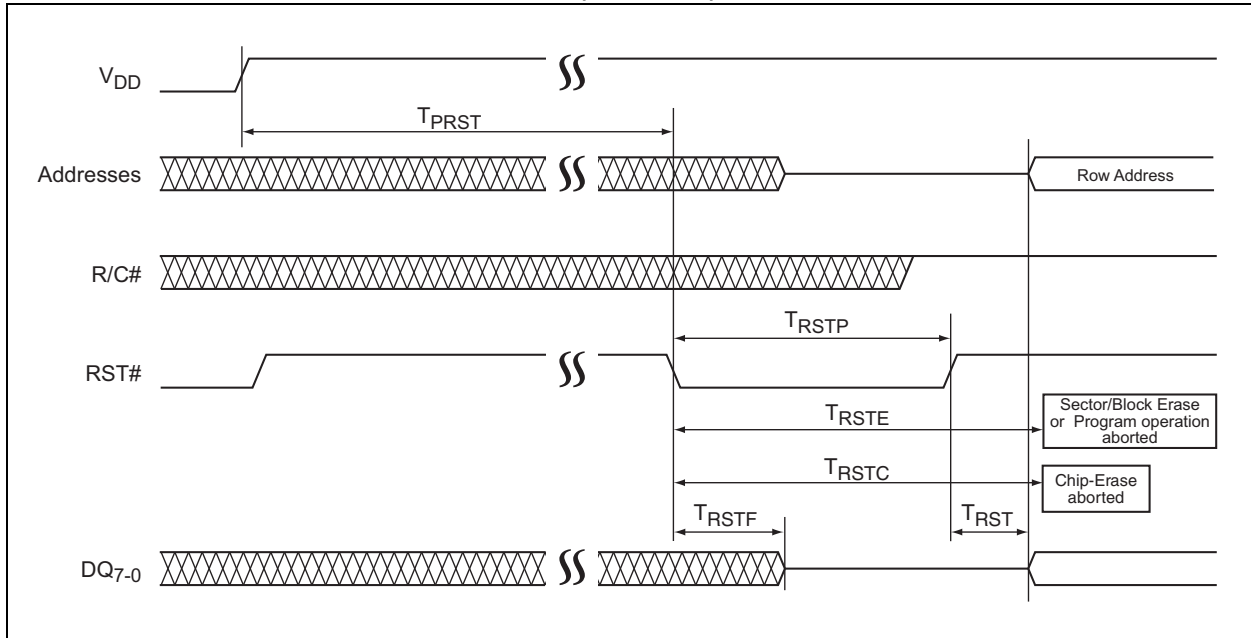 VDD
TPRST
Addresses
Row Address
R/C#
TRSTP
RST#
TRSTE
Sector/Block Erase
or Program operation
aborted
TRSTC
Chip-Erase
aborted
TRSTF
TRST
DQ7-0